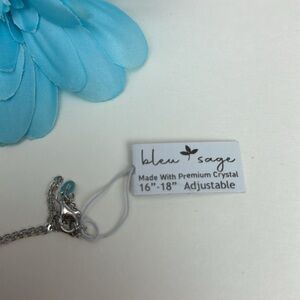 bleu sage
Made With Premium Crystal
16"-18" Adjustable